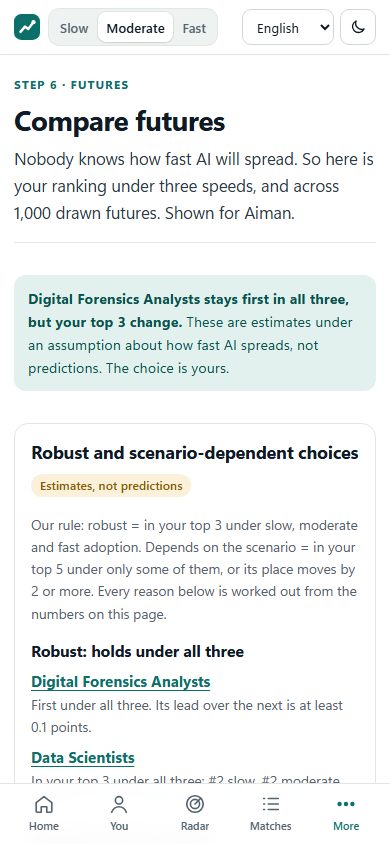 Slow Moderate Fast English
STEP 6 · FUTURES
Compare futures
Nobody knows how fast AI will spread. So here is
your ranking under three speeds, and across
1,000 drawn futures. Shown for Aiman.
Digital Forensics Analysts stays first in all three,
but your top 3 change. These are estimates under
an assumption about how fast AI spreads, not
predictions. The choice is yours.
Robust and scenario-dependent choices
Estimates, not predictions
Our rule: robust = in your top 3 under slow, moderate
and fast adoption. Depends on the scenario = in your
top 5 under only some of them, or its place moves by
2 or more. Every reason below is worked out from the
numbers on this page.
Robust: holds under all three
Digital Forensics Analysts
First under all three. Its lead over the next is at least
0.1 points.
Data Scientists
In your top 3 under all three: #2 slow, #2 moderate
Home You Radar Matches More